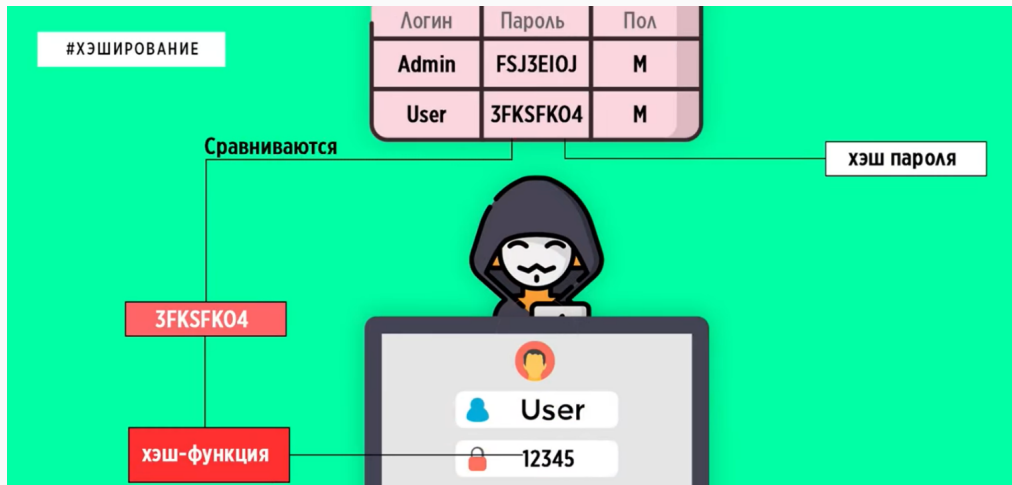 #ХЭШИРОВАНИЕ
Логин Пароль Пол
Admin FSJ3EIOJ М
User 3FKSFKO4 М
Сравниваются
хэш пароля
3FKSFKO4
User
хэш-функция
12345